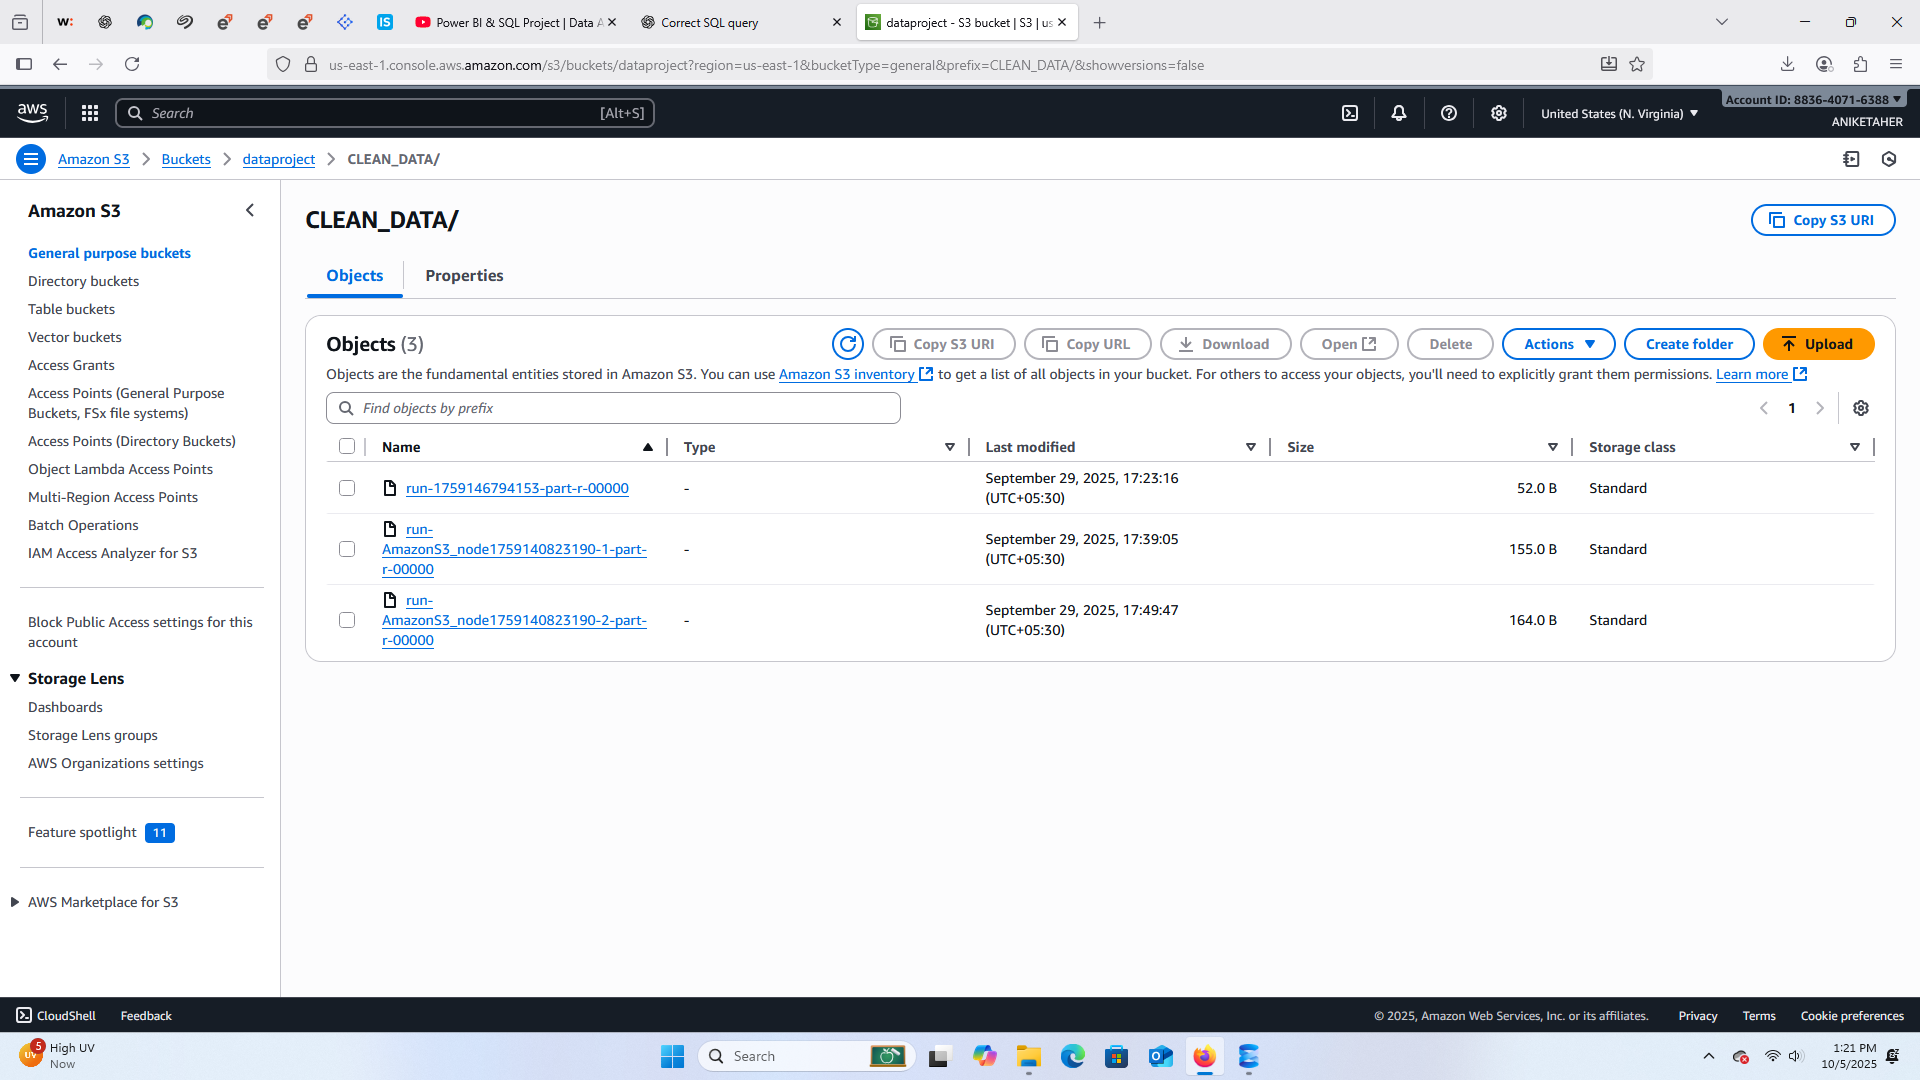 Power BI & SQL Project | Data A
Correct SQL query
dataproject - S3 bucket | S3 | us
us-east-1.console.aws.amazon.com/s3/buckets/dataproject?region=us-east-1&bucketType=general&prefix=CLEAN_DATA/&showversions=false
aws
Search
[Alt+S]
United States (N. Virginia)
Account ID: 8836-4071-6388
ANIKETAHER
Amazon S3
Buckets
dataproject
CLEAN_DATA/
Amazon S3
General purpose buckets
Directory buckets
Table buckets
Vector buckets
Access Grants
Access Points (General Purpose
Buckets, FSx file systems)
Access Points (Directory Buckets)
Object Lambda Access Points
Multi-Region Access Points
Batch Operations
IAM Access Analyzer for S3
Block Public Access settings for this
account
Storage Lens
Dashboards
Storage Lens groups
AWS Organizations settings
Feature spotlight 11
AWS Marketplace for S3
CLEAN_DATA/
Copy S3 URI
Objects
Properties
Objects (3)
Copy S3 URI
Copy URL
Download
Open
Delete
Actions
Create folder
Upload
Objects are the fundamental entities stored in Amazon S3. You can use Amazon S3 inventory to get a list of all objects in your bucket. For others to access your objects, you'll need to explicitly grant them permissions. Learn more
Find objects by prefix
1
Name
Type
Last modified
Size
Storage class
run-1759146794153-part-r-00000
-
September 29, 2025, 17:23:16
(UTC+05:30)
52.0 B
Standard
run-
AmazonS3_node1759140823190-1-part-
r-00000
-
September 29, 2025, 17:39:05
(UTC+05:30)
155.0 B
Standard
run-
AmazonS3_node1759140823190-2-part-
r-00000
-
September 29, 2025, 17:49:47
(UTC+05:30)
164.0 B
Standard
CloudShell
Feedback
© 2025, Amazon Web Services, Inc. or its affiliates.
Privacy
Terms
Cookie preferences
UV
5
High UV
Now
Search
1:21 PM
10/5/2025